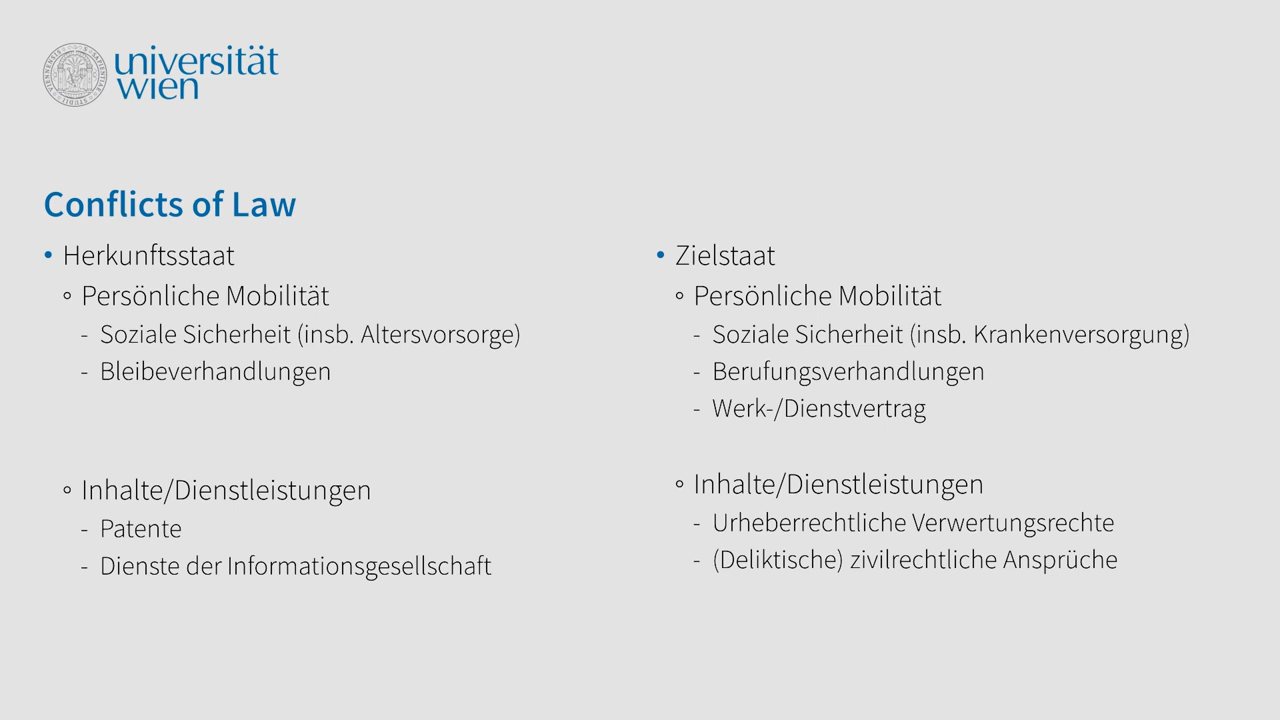 universität
wien
Conflicts of Law
• Herkunftsstaat
◦ Persönliche Mobilität
- Soziale Sicherheit (insb. Altersvorsorge)
- Bleibeverhandlungen
◦ Inhalte/Dienstleistungen
- Patente
- Dienste der Informationsgesellschaft
• Zielstaat
◦ Persönliche Mobilität
- Soziale Sicherheit (insb. Krankenversorgung)
- Berufungsverhandlungen
- Werk-/Dienstvertrag
◦ Inhalte/Dienstleistungen
- Urheberrechtliche Verwertungsrechte
- (Deliktische) zivilrechtliche Ansprüche